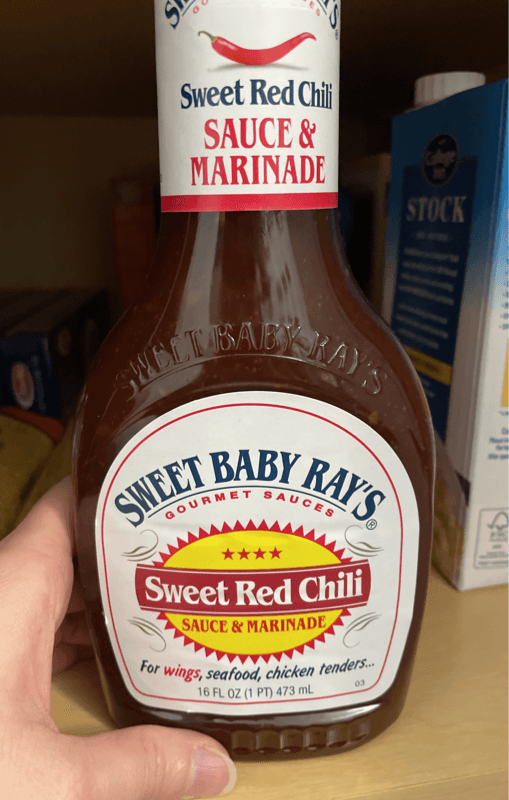 Sweet Red Chili
SAUCE &
MARINADE
SWEET BABY RAY'S
SWEET BABY RAY'S
GOURMET SAUCES
®
Sweet Red Chili
SAUCE & MARINADE
For wings, seafood, chicken tenders...
16 FL OZ (1 PT) 473 mL
03
STOCK
FSC